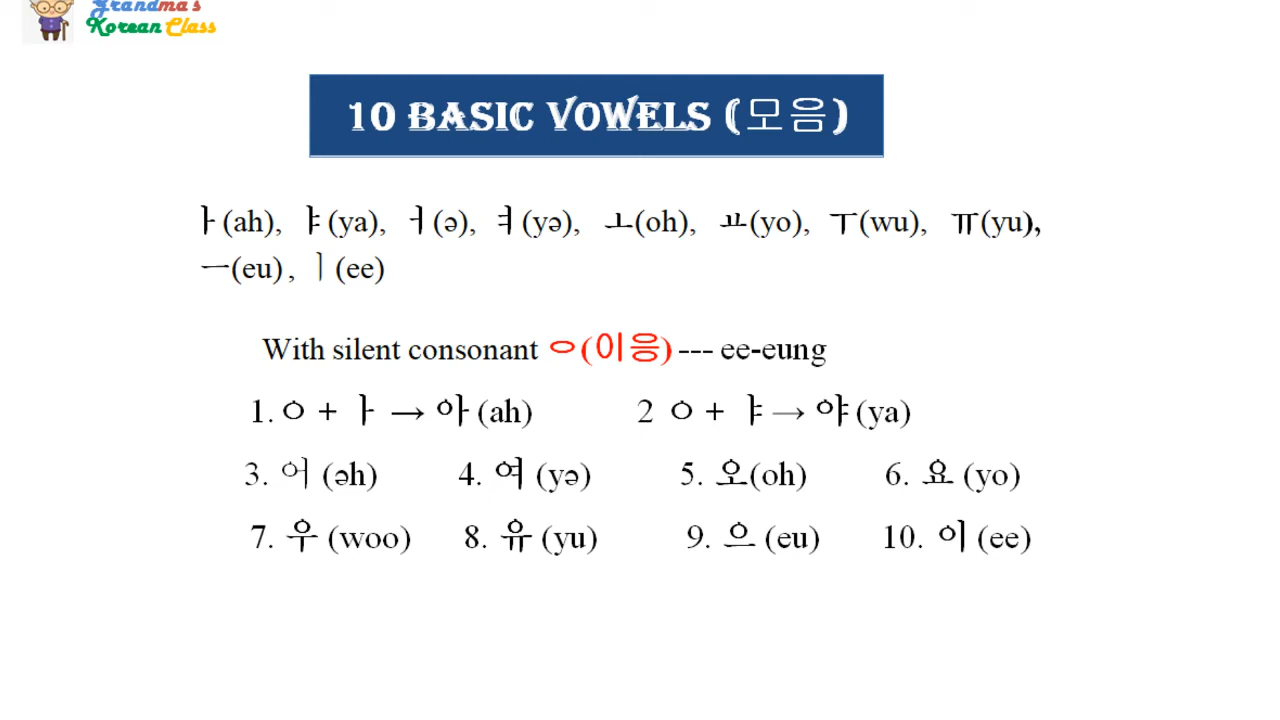 Grandma's
Korean Class
10 BASIC VOWELS (모음)
ㅏ(ah), ㅑ(ya), ㅓ(ə), ㅕ(yə), ㅗ(oh), ㅛ(yo), ㅜ(wu), ㅠ(yu),
ㅡ(eu), ㅣ(ee)
With silent consonant ㅇ(이응)--- ee-eung
1. ㅇ + ㅏ → 아 (ah) 2 ㅇ + ㅑ → 야 (ya)
3. 어 (əh) 4. 여 (yə) 5. 오(oh) 6. 요 (yo)
7. 우 (woo) 8. 유 (yu) 9. 으 (eu) 10. 이 (ee)